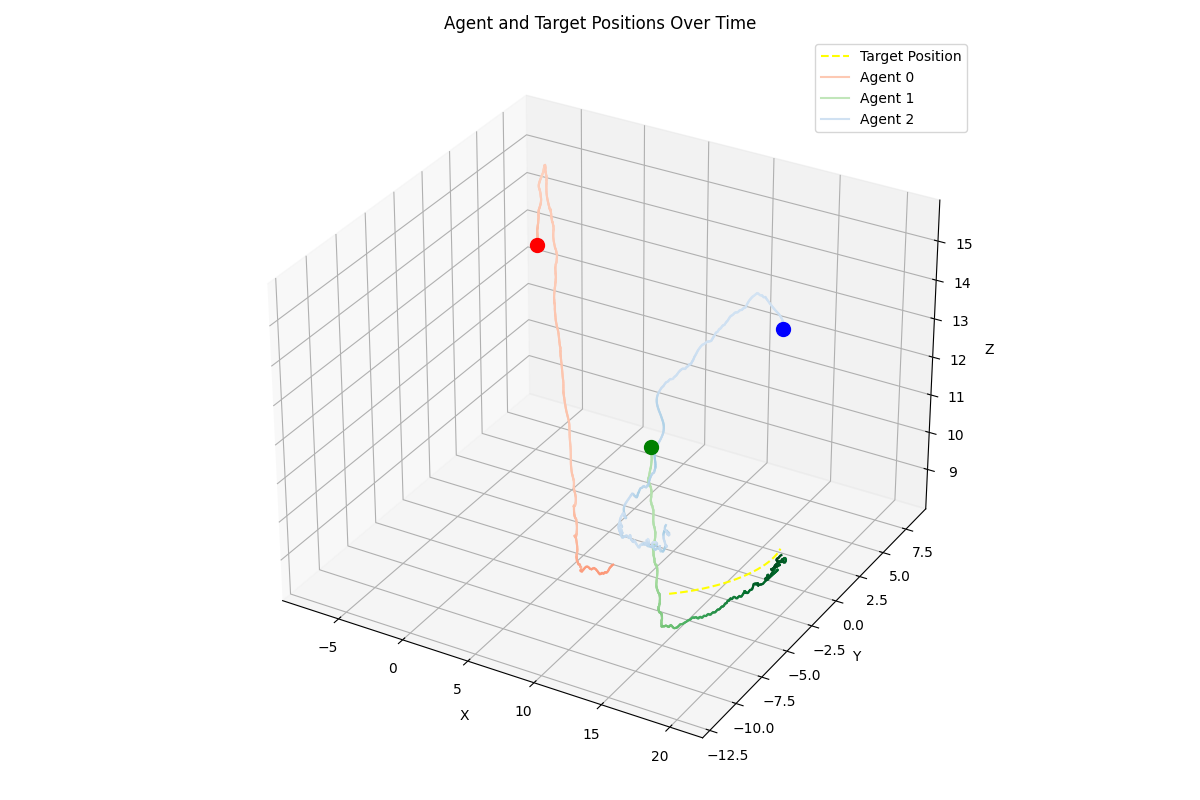 Agent and Target Positions Over Time
Target Position
Agent 0
Agent 1
Agent 2
15
14
Z
13
12
11
10
9
7.5
5.0
2.5
0.0
−2.5
Y
−5.0
−7.5
−10.0
−12.5
−5
0
5
X
10
15
20